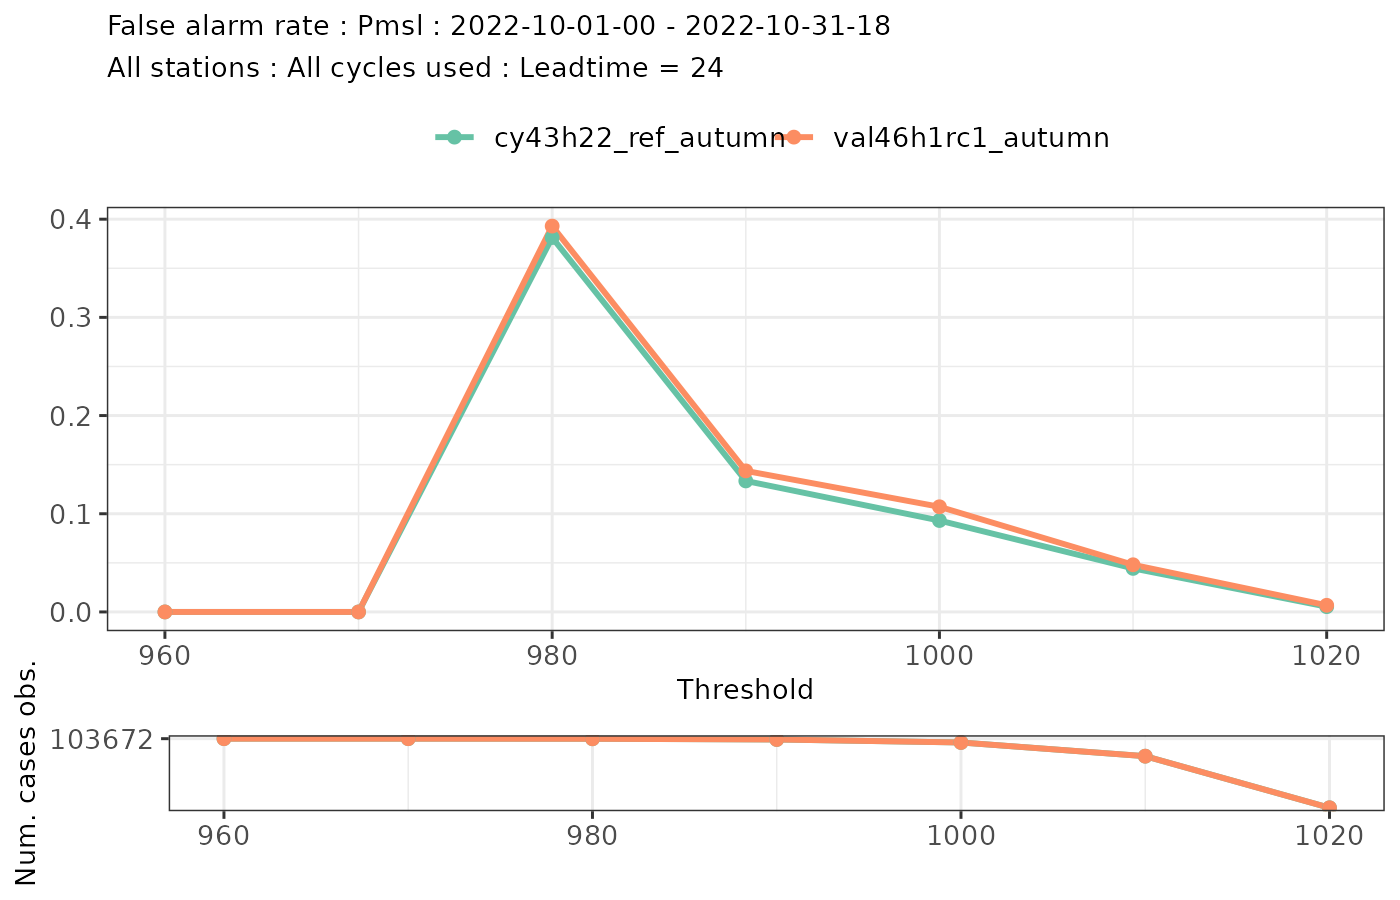 False alarm rate : Pmsl : 2022-10-01-00 - 2022-10-31-18
All stations : All cycles used : Leadtime = 24
cy43h22_ref_autumn val46h1rc1_autumn
0.4
0.3
0.2
0.1
0.0
960 980 1000 1020
Threshold
Num. cases obs.
103672
960 980 1000 1020